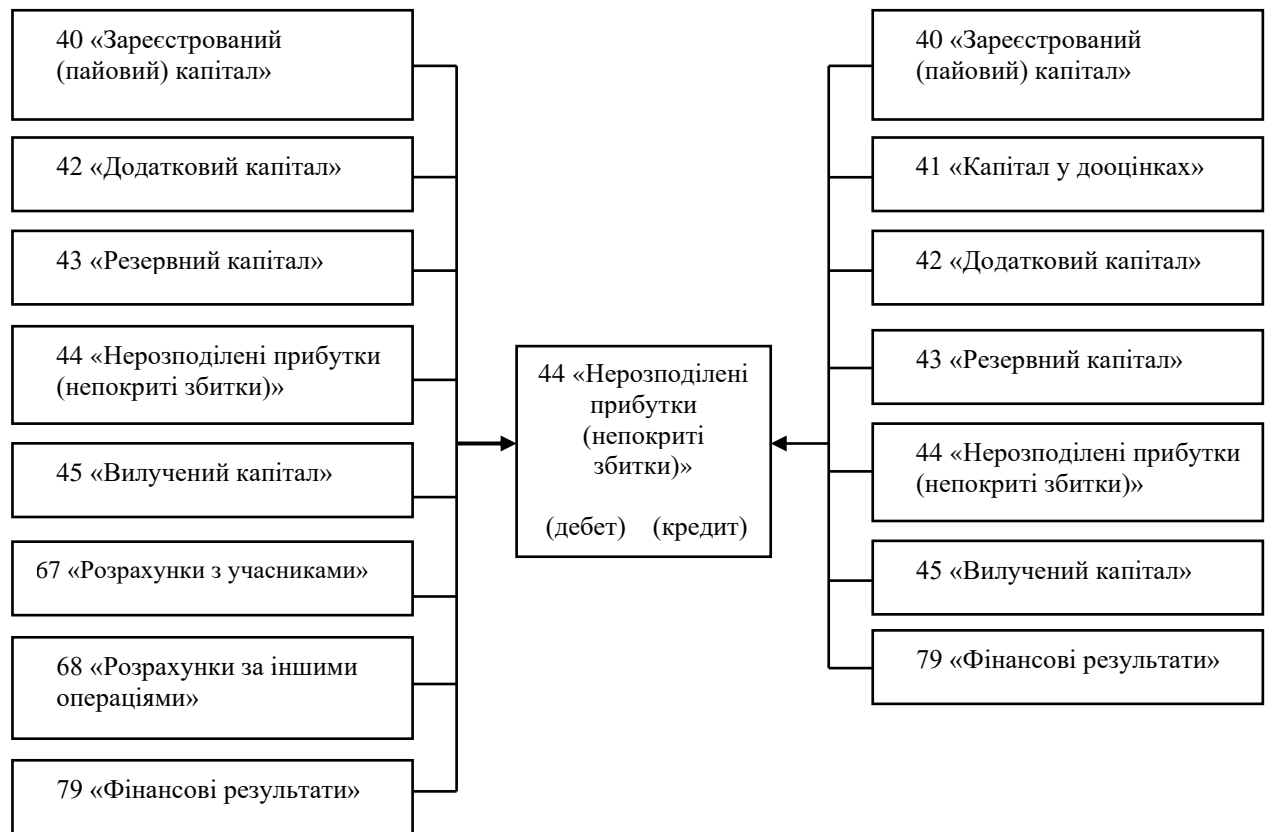 40 «Зареєстрований
(пайовий) капітал»
42 «Додатковий капітал»
43 «Резервний капітал»
44 «Нерозподілені прибутки
(непокриті збитки)»
45 «Вилучений капітал»
67 «Розрахунки з учасниками»
68 «Розрахунки за іншими
операціями»
79 «Фінансові результати»
44 «Нерозподілені
прибутки
(непокриті
збитки)»
(дебет) (кредит)
40 «Зареєстрований
(пайовий) капітал»
41 «Капітал у дооцінках»
42 «Додатковий капітал»
43 «Резервний капітал»
44 «Нерозподілені прибутки
(непокриті збитки)»
45 «Вилучений капітал»
79 «Фінансові результати»